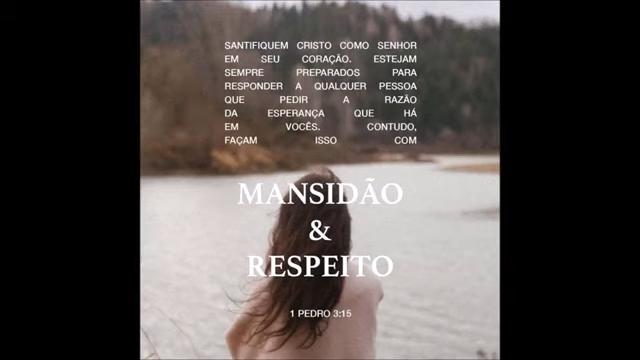 SANTIFIQUEM CRISTO COMO SENHOR
EM SEU CORAÇÃO. ESTEJAM
SEMPRE PREPARADOS PARA
RESPONDER A QUALQUER PESSOA
QUE PEDIR A RAZÃO
DA ESPERANÇA QUE HÁ
EM VOCÊS. CONTUDO,
FAÇAM ISSO COM
MANSIDÃO
&
RESPEITO
1 PEDRO 3:15